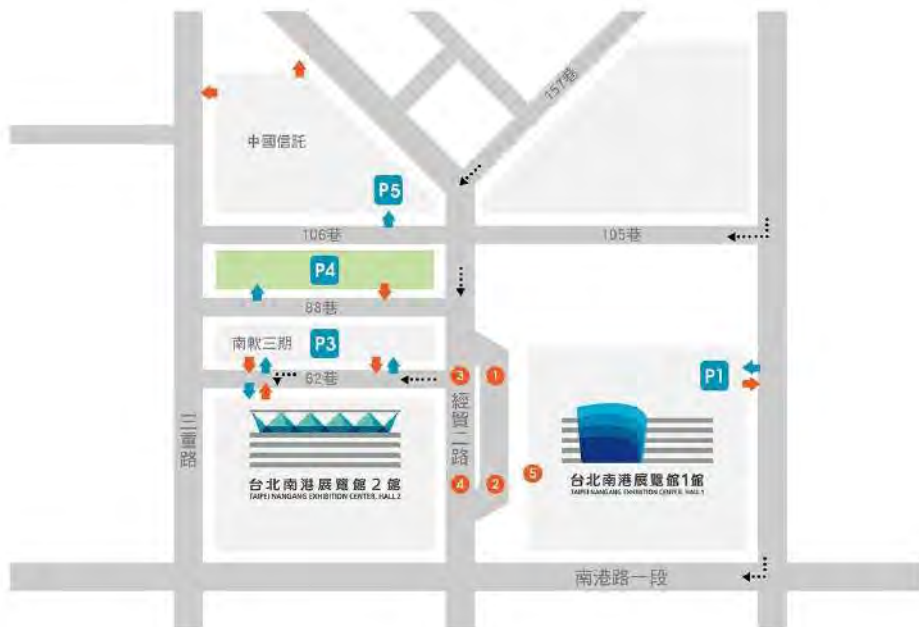 157巷
中國信託
P5
106巷
105巷
P4
88巷
南軟三期
P3
62巷
3
1
P1
三重路
經貿二路
台北南港展覽館2館
TAIPEI NANGANG EXHIBITION CENTER, HALL 2
4
2
5
台北南港展覽館1館
TAIPEI NANGANG EXHIBITION CENTER, HALL 1
南港路一段